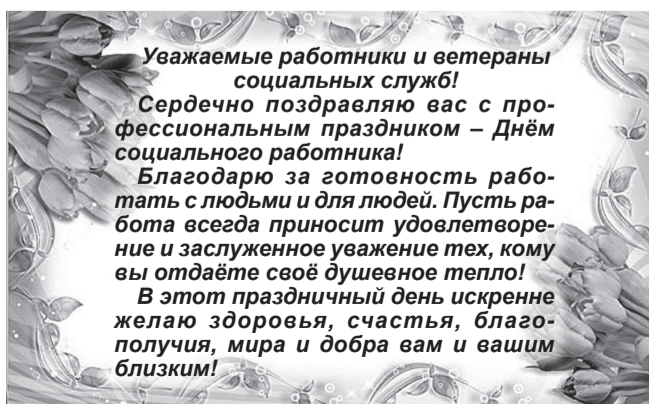 Уважаемые работники и ветераны
социальных служб!
Сердечно поздравляю вас с про-
фессиональным праздником – Днём
социального работника!
Благодарю за готовность рабо-
тать с людьми и для людей. Пусть ра-
бота всегда приносит удовлетворе-
ние и заслуженное уважение тех, кому
вы отдаёте своё душевное тепло!
В этот праздничный день искренне
желаю здоровья, счастья, благо-
получия, мира и добра вам и вашим
близким!